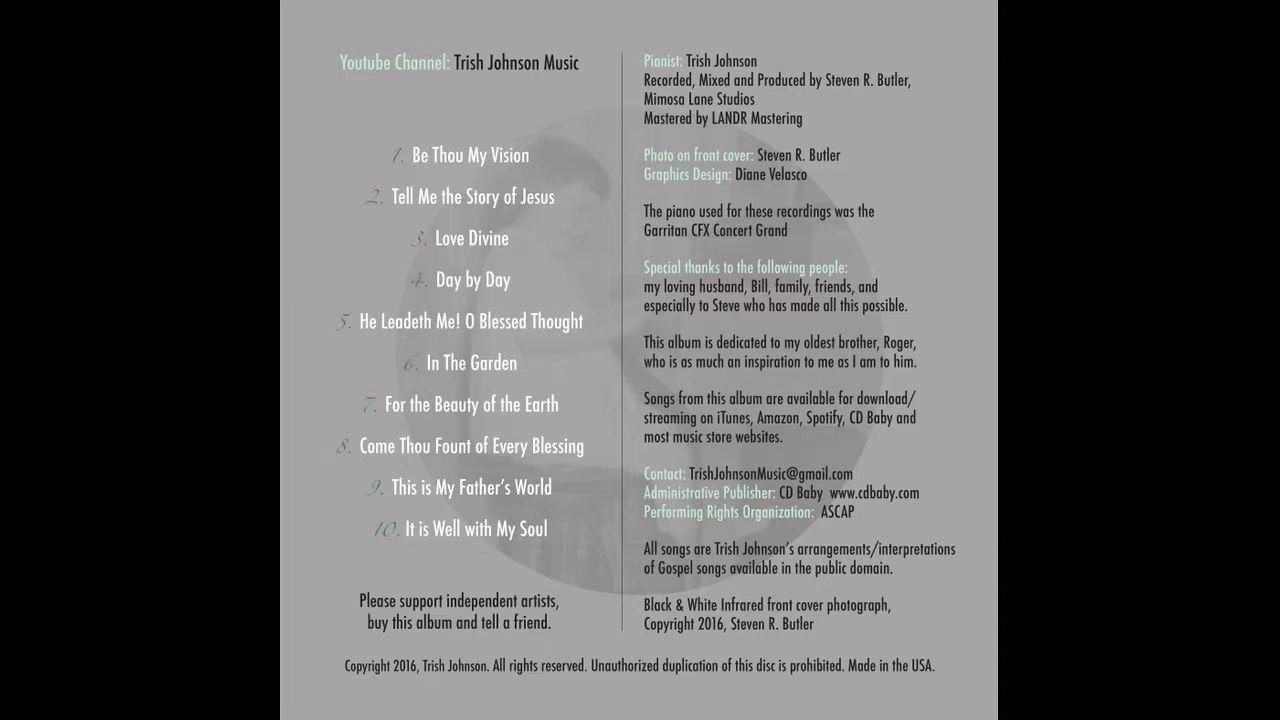 Youtube Channel: Trish Johnson Music
1. Be Thou My Vision
2. Tell Me the Story of Jesus
3. Love Divine
4. Day by Day
5. He Leadeth Me! O Blessed Thought
6. In The Garden
7. For the Beauty of the Earth
8. Come Thou Fount of Every Blessing
9. This is My Father's World
10. It is Well with My Soul
Please support independent artists,
buy this album and tell a friend.
Pianist: Trish Johnson
Recorded, Mixed and Produced by Steven R. Butler,
Mimosa Lane Studios
Mastered by LANDR Mastering
Photo on front cover: Steven R. Butler
Graphics Design: Diane Velasco
The piano used for these recordings was the
Garritan CFX Concert Grand
Special thanks to the following people:
my loving husband, Bill, family, friends, and
especially to Steve who has made all this possible.
This album is dedicated to my oldest brother, Roger,
who is as much an inspiration to me as I am to him.
Songs from this album are available for download/
streaming on iTunes, Amazon, Spotify, CD Baby and
most music store websites.
Contact: TrishJohnsonMusic@gmail.com
Administrative Publisher: CD Baby www.cdbaby.com
Performing Rights Organization: ASCAP
All songs are Trish Johnson's arrangements/interpretations
of Gospel songs available in the public domain.
Black & White Infrared front cover photograph,
Copyright 2016, Steven R. Butler
Copyright 2016, Trish Johnson. All rights reserved. Unauthorized duplication of this disc is prohibited. Made in the USA.